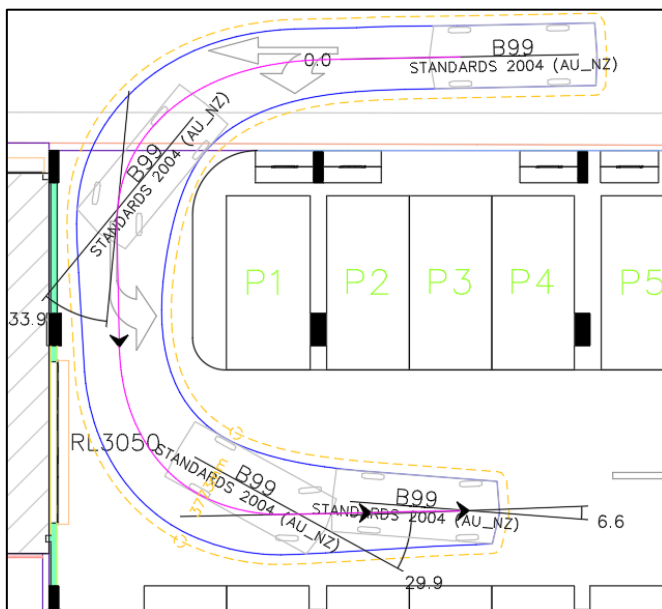 B99
0.0
STANDARDS 2004 (AU_NZ)
B99
STANDARDS 2004 (AU_NZ)
P1
P2
P3
P4
P5
33.9
RL3050
B99
STANDARDS 2004 (AU_NZ)
B99
STANDARDS 2004 (AU_NZ)
6.6
29.9